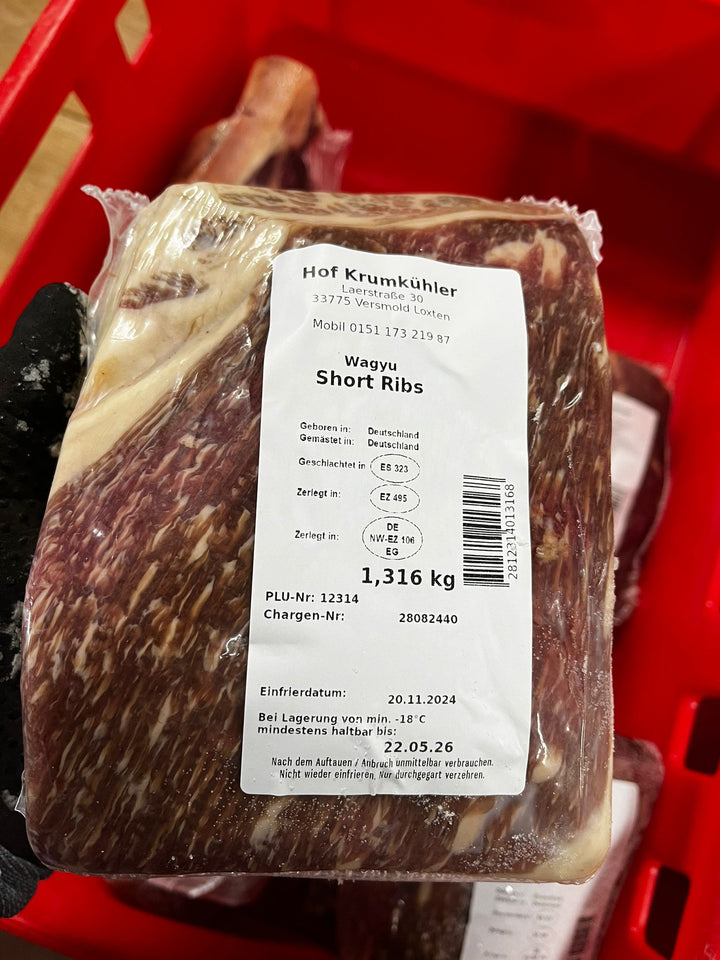 Hof Krumkühler
Laerstraße 30
33775 Versmold Loxten
Mobil 0151 173 219 87
Wagyu
Short Ribs
Geboren in: Deutschland
Gemästet in: Deutschland
Geschlachtet in ES 323
Zerlegt in: EZ 495
Zerlegt in: DE
NW-EZ 106
EG
1,316 kg
2812314013168
PLU-Nr: 12314
Chargen-Nr: 28082440
Einfrierdatum: 20.11.2024
Bei Lagerung von min. -18°C
mindestens haltbar bis:
22.05.26
Nach dem Auftauen / Anbruch unmittelbar verbrauchen.
Nicht wieder einfrieren. Nur durchgegart verzehren.